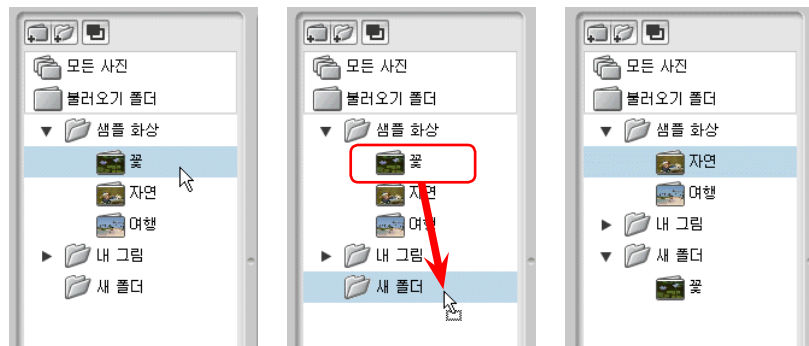 모든 사진
불러오기 폴더
샘플 화상
꽃
자연
여행
내 그림
새 폴더
모든 사진
불러오기 폴더
샘플 화상
꽃
자연
여행
내 그림
새 폴더
모든 사진
불러오기 폴더
샘플 화상
자연
여행
내 그림
새 폴더
꽃